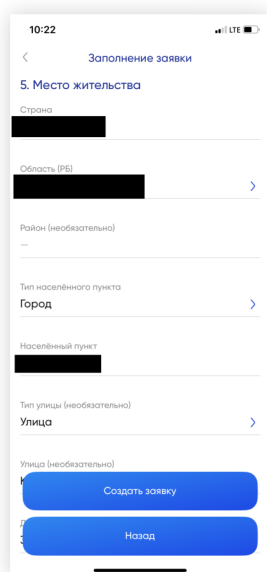 10:22
LTE
Заполнение заявки
5. Место жительства
Страна
Область (РБ)
Район (необязательно)
—
Тип населённого пункта
Город
Населённый пункт
Тип улицы (необязательно)
Улица
Улица (необязательно)
Создать заявку
Назад